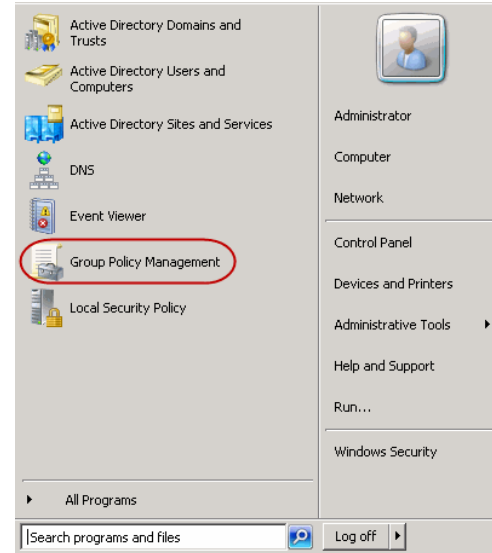 Active Directory Domains and
Trusts
Active Directory Users and
Computers
Active Directory Sites and Services
DNS
Event Viewer
Group Policy Management
Local Security Policy
All Programs
Search programs and files
Administrator
Computer
Network
Control Panel
Devices and Printers
Administrative Tools
Help and Support
Run...
Windows Security
Log off